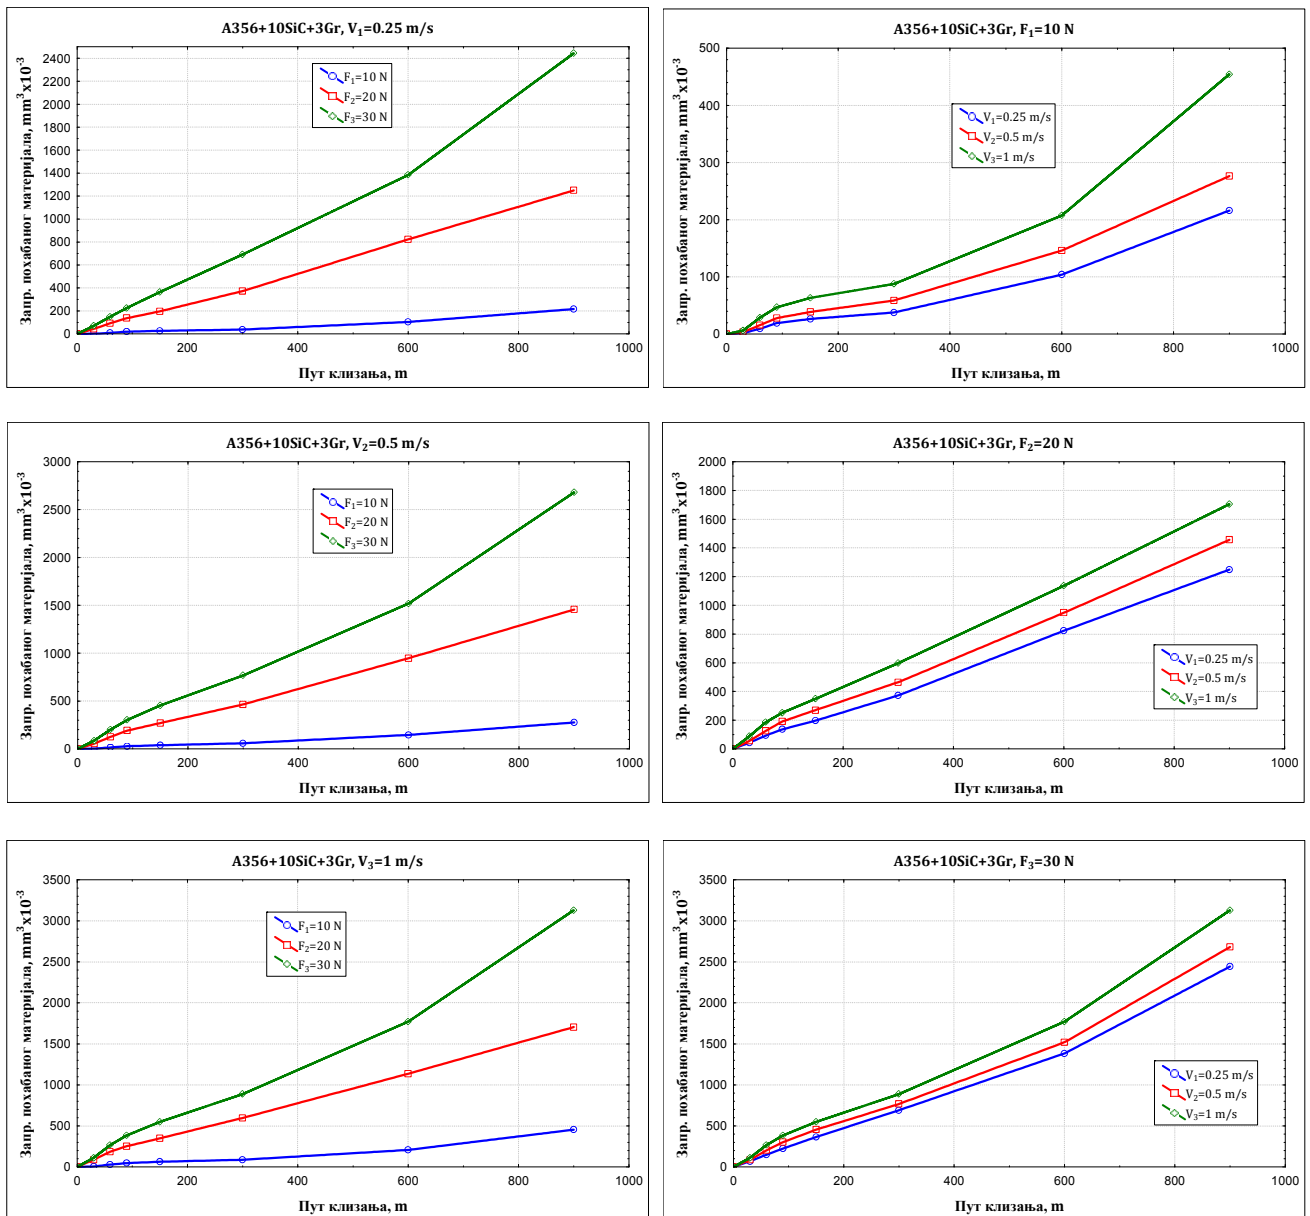 A356+10SiC+3Gr, V₁=0.25 m/s
Запр. похабаног материјала, mm³x10⁻³
2400
2200
2000
1800
1600
1400
1200
1000
800
600
400
200
0
F₁=10 N
F₂=20 N
F₃=30 N
0 200 400 600 800 1000
Пут клизања, m
A356+10SiC+3Gr, F₁=10 N
Запр. похабаног материјала, mm³x10⁻³
500
400
300
200
100
0
V₁=0.25 m/s
V₂=0.5 m/s
V₃=1 m/s
0 200 400 600 800 1000
Пут клизања, m
A356+10SiC+3Gr, V₂=0.5 m/s
Запр. похабаног материјала, mm³x10⁻³
3000
2500
2000
1500
1000
500
0
F₁=10 N
F₂=20 N
F₃=30 N
0 200 400 600 800 1000
Пут клизања, m
A356+10SiC+3Gr, F₂=20 N
Запр. похабаног материјала, mm³x10⁻³
2000
1800
1600
1400
1200
1000
800
600
400
200
0
V₁=0.25 m/s
V₂=0.5 m/s
V₃=1 m/s
0 200 400 600 800 1000
Пут клизања, m
A356+10SiC+3Gr, V₃=1 m/s
Запр. похабаног материјала, mm³x10⁻³
3500
3000
2500
2000
1500
1000
500
0
F₁=10 N
F₂=20 N
F₃=30 N
0 200 400 600 800 1000
Пут клизања, m
A356+10SiC+3Gr, F₃=30 N
Запр. похабаног материјала, mm³x10⁻³
3500
3000
2500
2000
1500
1000
500
0
V₁=0.25 m/s
V₂=0.5 m/s
V₃=1 m/s
0 200 400 600 800 1000
Пут клизања, m